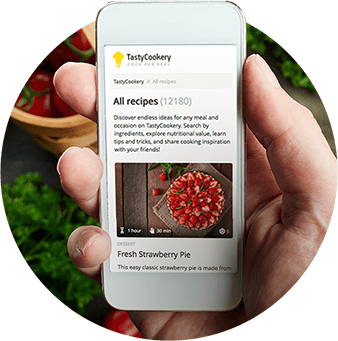 TastyCookery
COOK FOR REAL
TastyCookery // All recipes
All recipes (12180)
Discover endless ideas for any meal and
occasion on TastyCookery. Search by
ingredients, explore nutritional value, learn
tips and tricks, and share cooking inspiration
with your friends!
1 hour 30 min 5
DESSERT
Fresh Strawberry Pie
This easy classic strawberry pie is made from